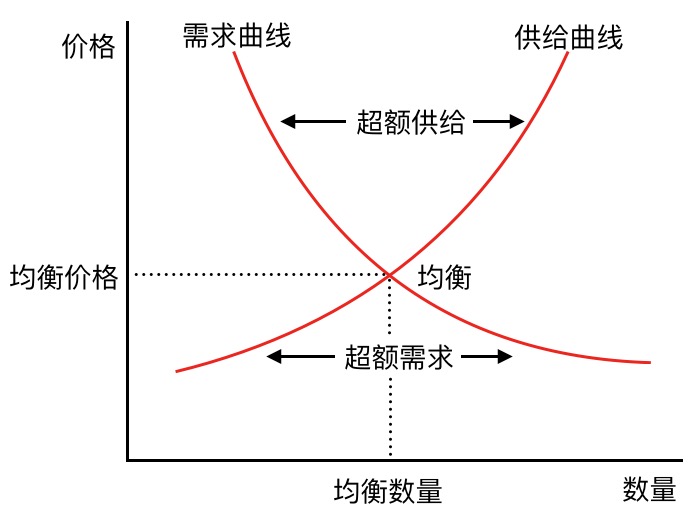 需求曲线
供给曲线
价格
超额供给
均衡价格
均衡
超额需求
均衡数量
数量